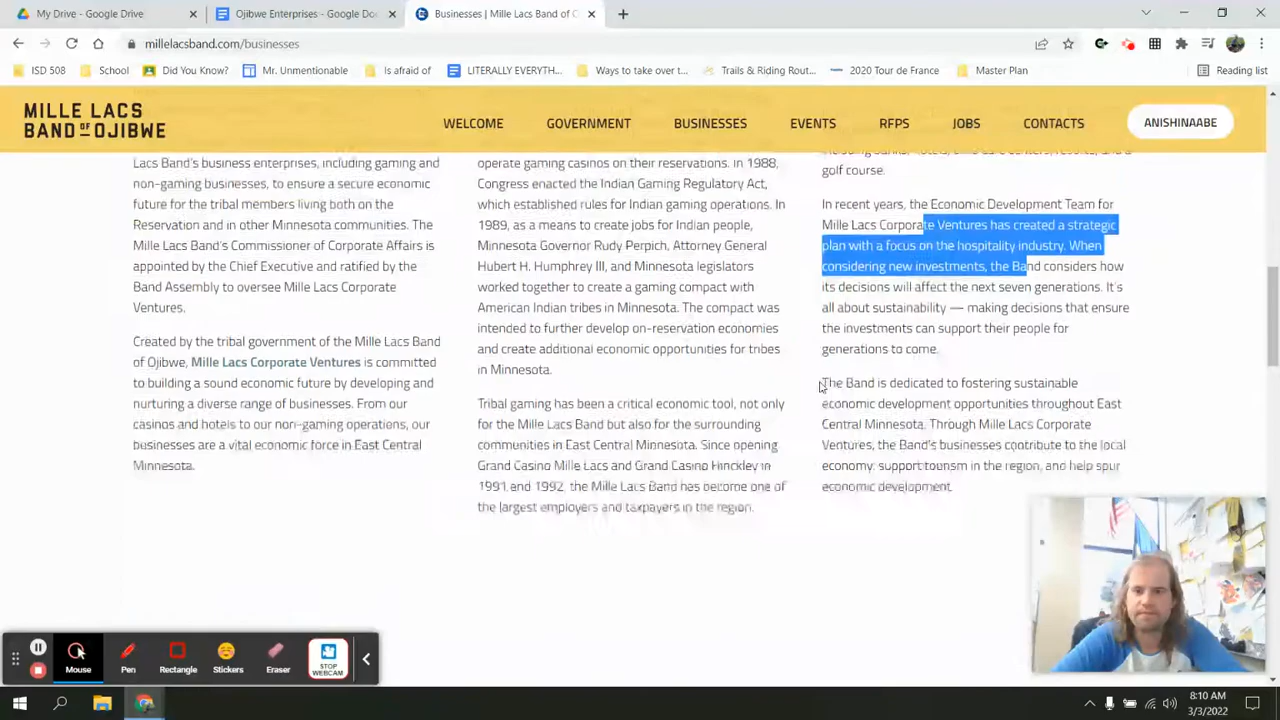 My Drive - Google Drive
Ojibwe Enterprises - Google Do
Businesses | Mille Lacs Band of O
millelacsband.com/businesses
ISD 508
School
Did You Know?
Mr. Unmentionable
Is afraid of
LITERALLY EVERYTH...
Ways to take over t...
Trails & Riding Rout...
2020 Tour de France
Master Plan
Reading list
MILLE LACS
BAND OF OJIBWE
WELCOME
GOVERNMENT
BUSINESSES
EVENTS
RFPS
JOBS
CONTACTS
ANISHINAABE
Lacs Band's business enterprises, including gaming and
non-gaming businesses, to ensure a secure economic
future for the tribal members living both on the
Reservation and in other Minnesota communities. The
Mille Lacs Band's Commissioner of Corporate Affairs is
appointed by the Chief Executive and ratified by the
Band Assembly to oversee Mille Lacs Corporate
Ventures.
Created by the tribal government of the Mille Lacs Band
of Ojibwe, Mille Lacs Corporate Ventures is committed
to building a sound economic future by developing and
nurturing a diverse range of businesses. From our
casinos and hotels to our non-gaming operations, our
businesses are a vital economic force in East Central
Minnesota.
operate gaming casinos on their reservations. In 1988,
Congress enacted the Indian Gaming Regulatory Act,
which established rules for Indian gaming operations. In
1989, as a means to create jobs for Indian people,
Minnesota Governor Rudy Perpich, Attorney General
Hubert H. Humphrey III, and Minnesota legislators
worked together to create a gaming compact with
American Indian tribes in Minnesota. The compact was
intended to further develop on-reservation economies
and create additional economic opportunities for tribes
in Minnesota.
Tribal gaming has been a critical economic tool, not only
for the Mille Lacs Band but also for the surrounding
communities in East Central Minnesota. Since opening
Grand Casino Mille Lacs and Grand Casino Hinckley in
1991 and 1992, the Mille Lacs Band has become one of
the largest employers and taxpayers in the region.
including banks, hotels, child care centers, resorts, and a
golf course.
In recent years, the Economic Development Team for
Mille Lacs Corporate Ventures has created a strategic
plan with a focus on the hospitality industry. When
considering new investments, the Band considers how
its decisions will affect the next seven generations. It's
all about sustainability — making decisions that ensure
the investments can support their people for
generations to come.
The Band is dedicated to fostering sustainable
economic development opportunities throughout East
Central Minnesota. Through Mille Lacs Corporate
Ventures, the Band's businesses contribute to the local
economy, support tourism in the region, and help spur
economic development.
Mouse
Pen
Rectangle
Stickers
Eraser
STOP
WEBCAM
8:10 AM
3/3/2022